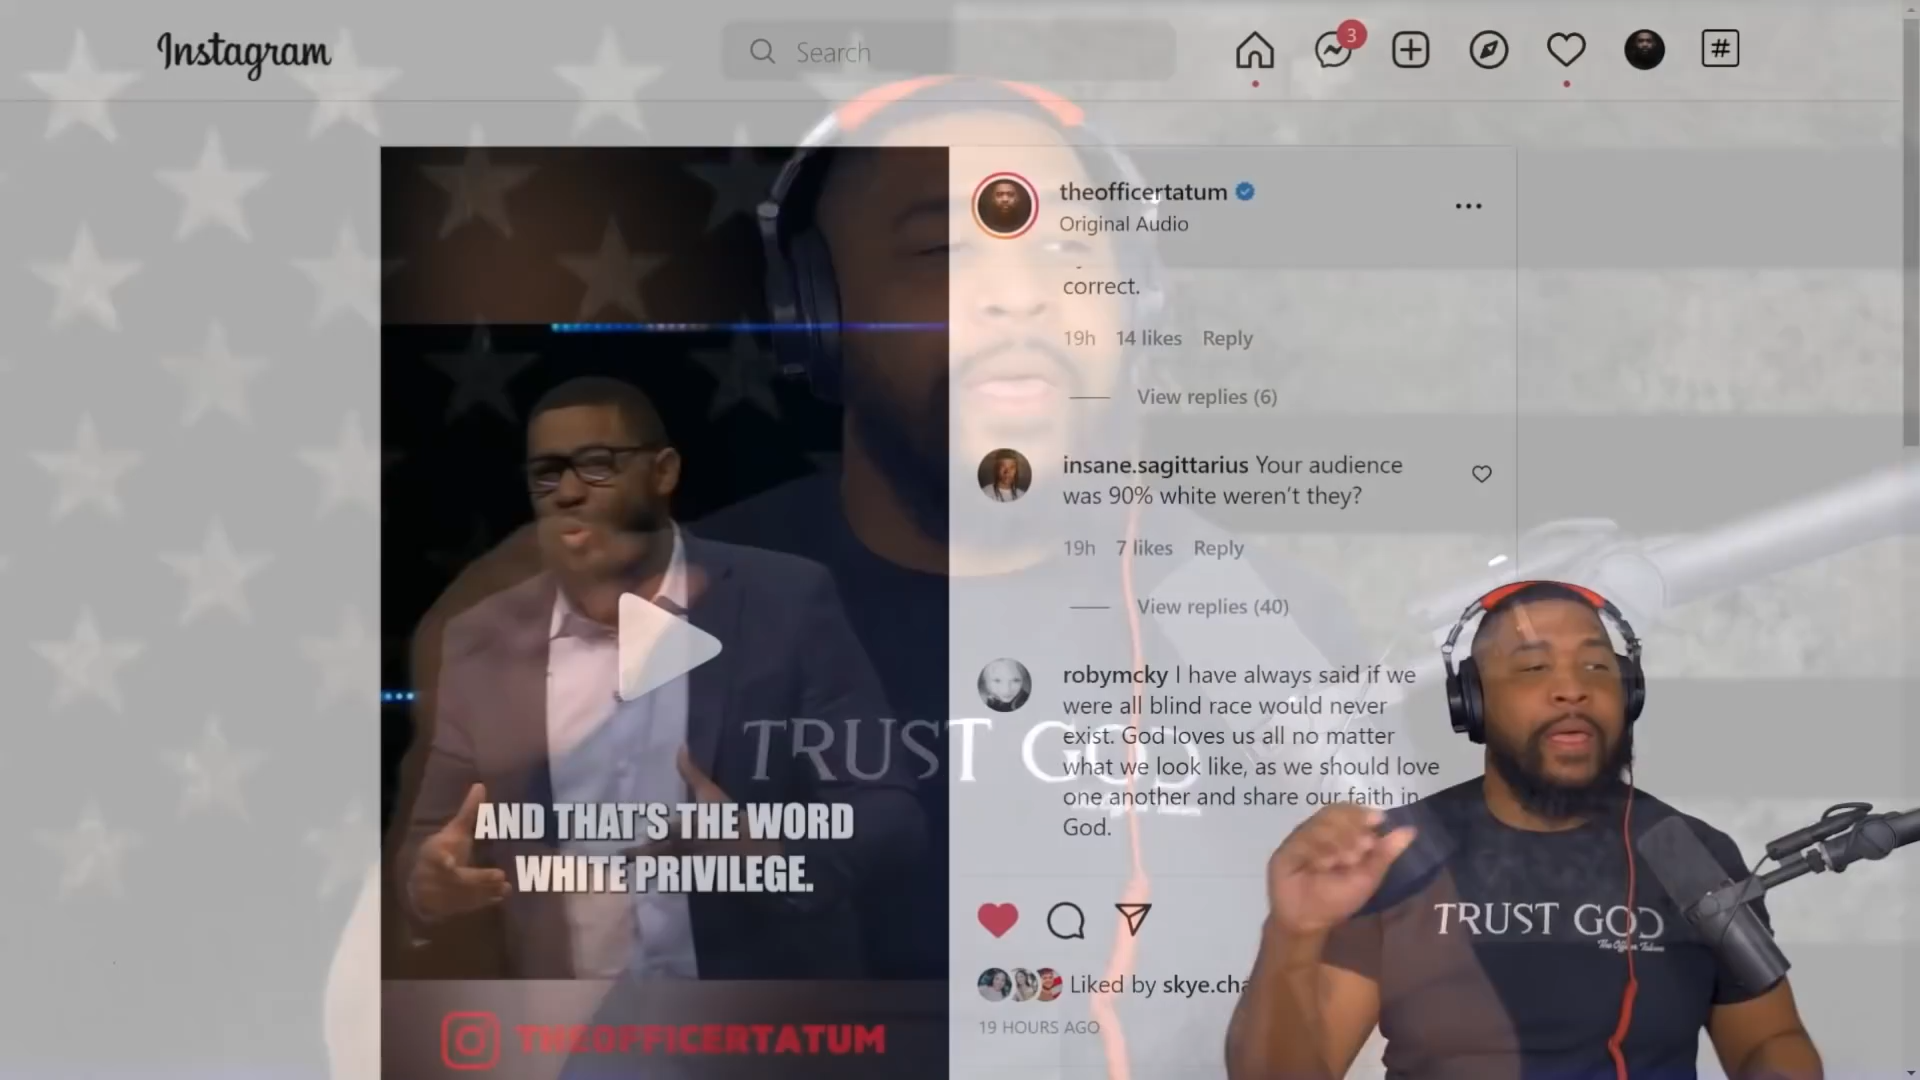 Instagram
Search
3
#
theofficertatum
Original Audio
correct.
19h 14 likes Reply
View replies (6)
insane.sagittarius Your audience
was 90% white weren't they?
19h 7 likes Reply
View replies (40)
robymcky I have always said if we
were all blind race would never
exist. God loves us all no matter
what we look like, as we should love
one another and share our faith in
God.
TRUST GOD
AND THAT'S THE WORD
WHITE PRIVILEGE.
TRUST GOD
The Officer Tatum
Liked by skye.cha
19 HOURS AGO
THEOFFICERTATUM